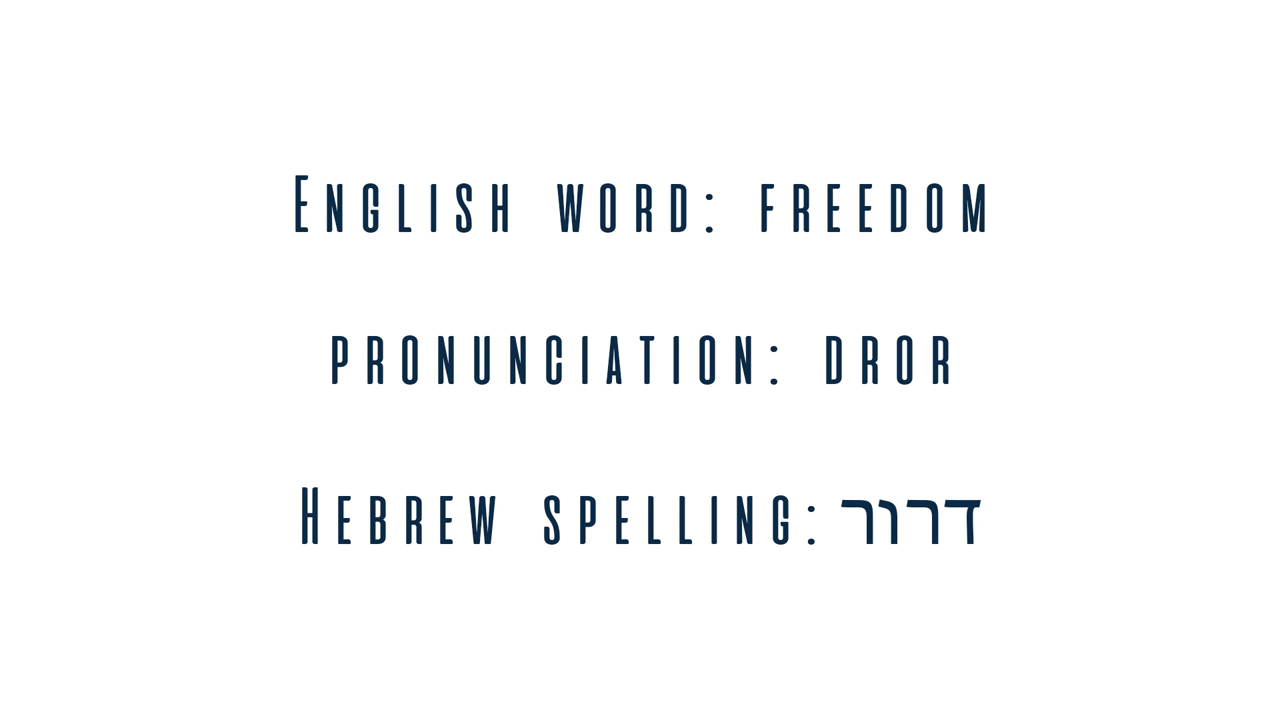 English word: freedom
pronunciation: dror
Hebrew spelling: דרור